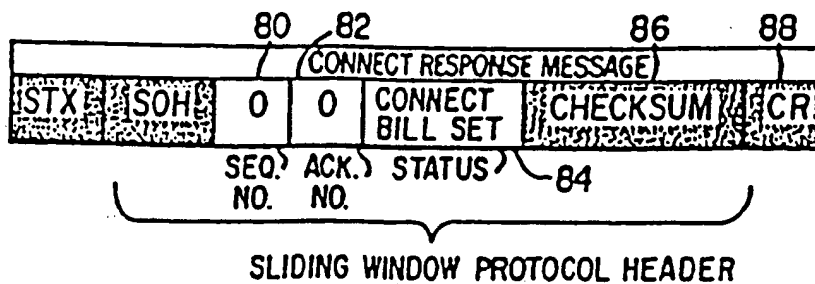 80 82 86 88
CONNECT RESPONSE MESSAGE
STX SOH 0 0 CONNECT BILL SET CHECKSUM CR
SEQ. NO. ACK. NO. STATUS 84
SLIDING WINDOW PROTOCOL HEADER